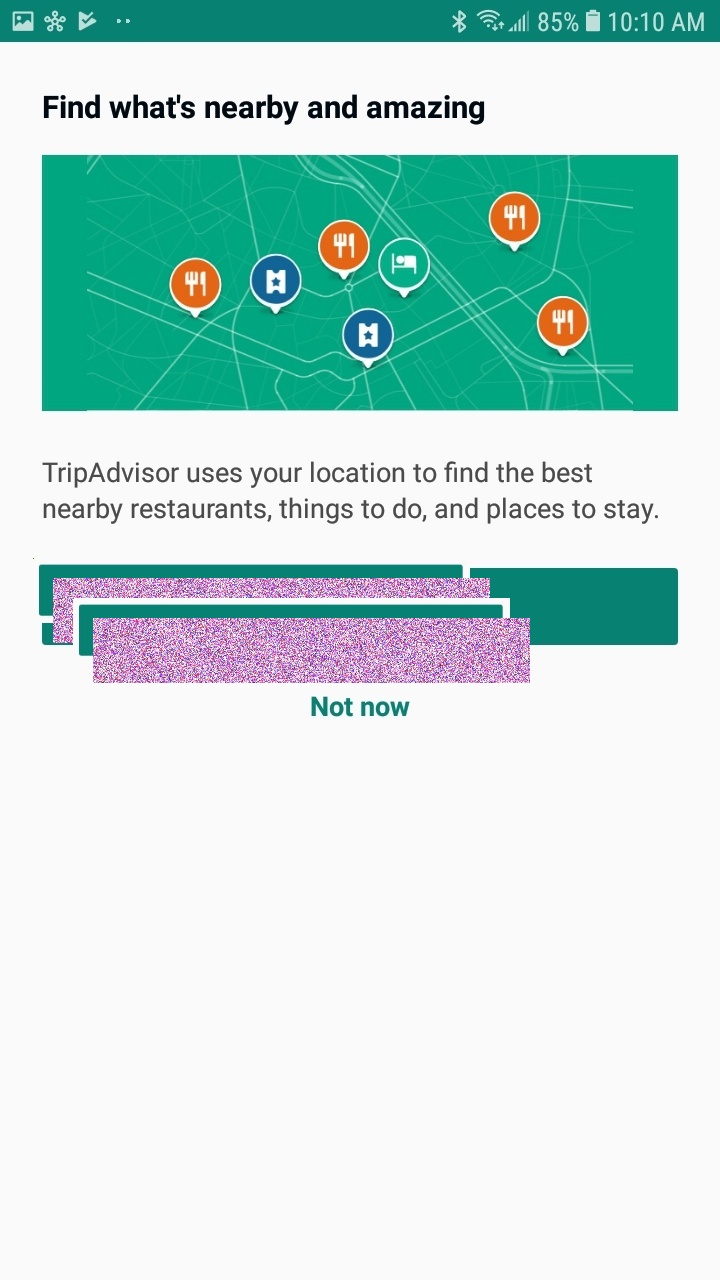 85% 10:10 AM
Find what's nearby and amazing
TripAdvisor uses your location to find the best
nearby restaurants, things to do, and places to stay.
Not now